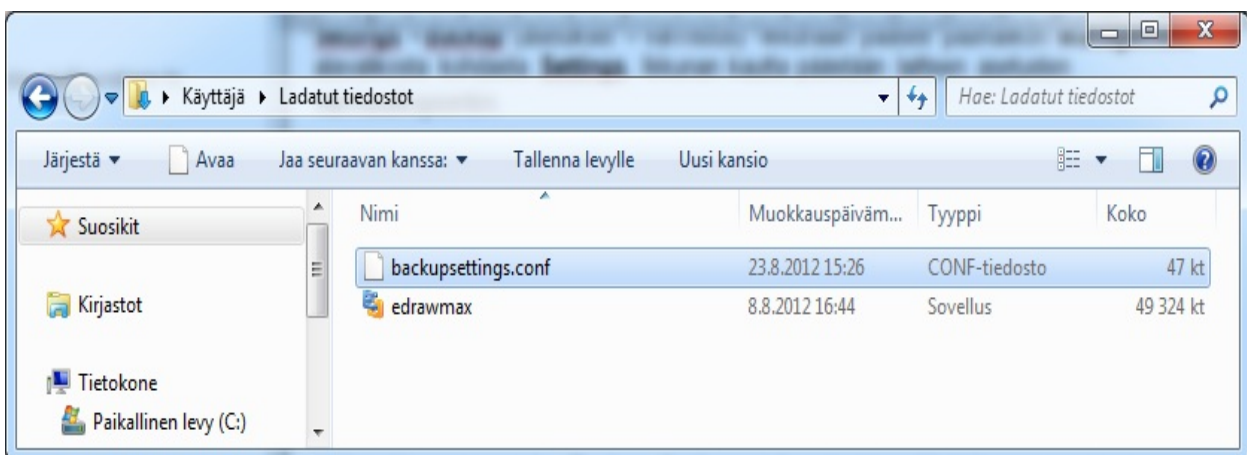 Settings
Käyttäjä Ladatut tiedostot Hae: Ladatut tiedostot
Järjestä Avaa Jaa seuraavan kanssa: Tallenna levylle Uusi kansio
Suosikit
Kirjastot
Tietokone
Paikallinen levy (C:)
Nimi Muokkauspäiväm... Tyyppi Koko
backupsettings.conf 23.8.2012 15:26 CONF-tiedosto 47 kt
edrawmax 8.8.2012 16:44 Sovellus 49 324 kt